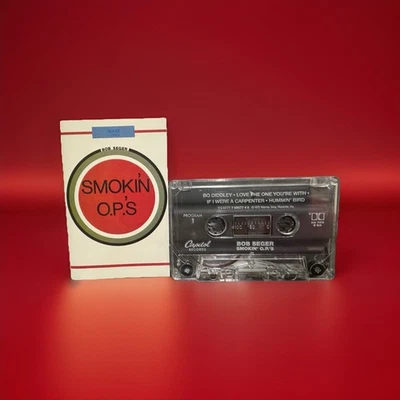 BOB SEGER
SMOKIN'
O.P.'S
BO DIDDLEY • LOVE THE ONE YOU'RE WITH •
IF I WERE A CARPENTER • HUMMIN' BIRD
PROGRAM
1
Capitol
RECORDS
BOB SEGER
SMOKIN' O.P.'S